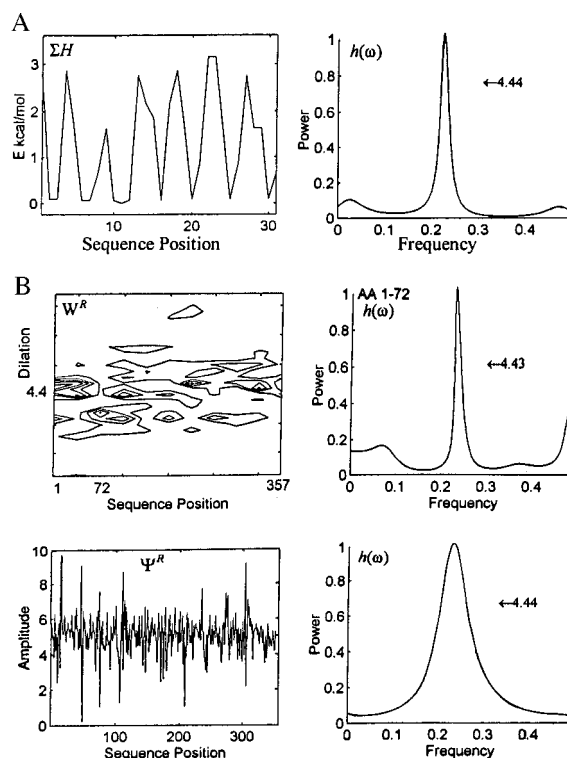 A
ΣH
E kcal/mol
3
2
1
0
10
20
30
Sequence Position
h(ω)
←4.44
Power
1
0.8
0.6
0.4
0.2
0
0
0.1
0.2
0.3
0.4
Frequency
B
W^R
Dilation
4.4
1
72
357
Sequence Position
AA 1-72
h(ω)
←4.43
Power
1
0.8
0.6
0.4
0.2
0
0
0.1
0.2
0.3
0.4
Frequency
Ψ^R
Amplitude
10
8
6
4
2
0
100
200
300
Sequence Position
h(ω)
←4.44
Power
1
0.8
0.6
0.4
0.2
0
0
0.1
0.2
0.3
0.4
Frequency